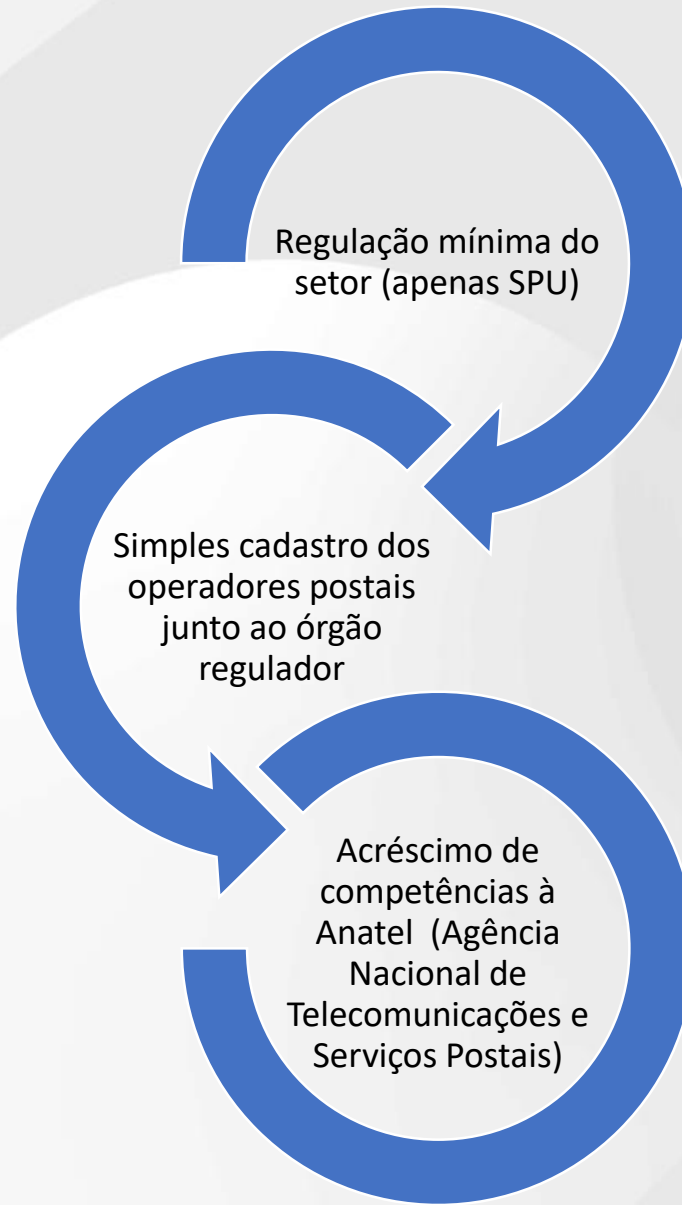 Regulação mínima do
setor (apenas SPU)
Simples cadastro dos
operadores postais
junto ao órgão
regulador
Acréscimo de
competências à
Anatel  (Agência
Nacional de
Telecomunicações e
Serviços Postais)